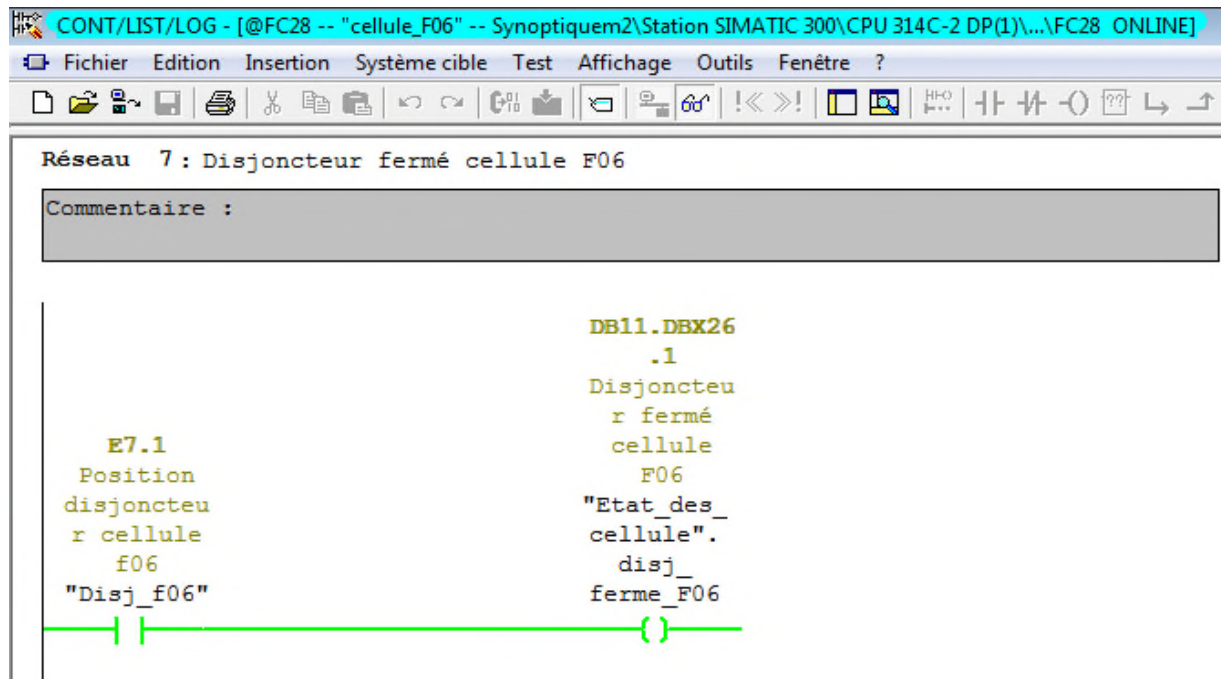 CONT/LIST/LOG - [@FC28 -- "cellule_F06" -- Synoptiquem2\Station SIMATIC 300\CPU 314C-2 DP(1)\...\FC28 ONLINE]
Fichier Edition Insertion Système cible Test Affichage Outils Fenêtre ?
Réseau 7 : Disjoncteur fermé cellule F06
Commentaire :
DB11.DBX26
.1
Disjoncteu
r fermé
cellule
F06
"Etat_des_
cellule".
disj_
ferme_F06
E7.1
Position
disjoncteu
r cellule
f06
"Disj_f06"